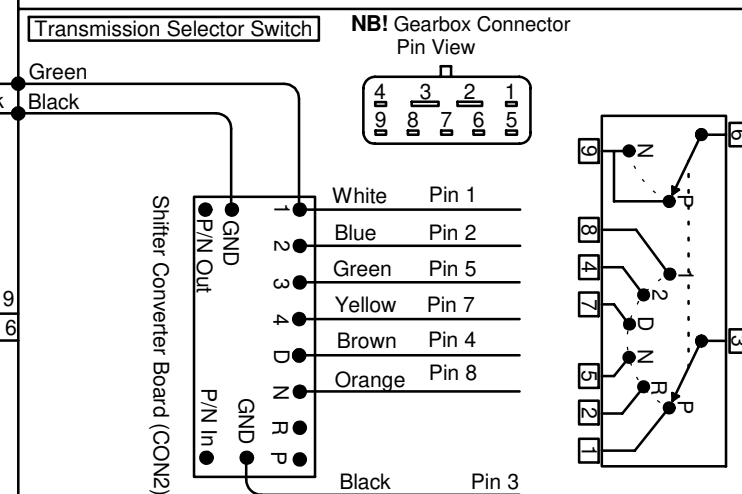 Transmission Selector Switch
NB! Gearbox Connector
Pin View
Green
Black
4 3 2 1
9 8 7 6 5
Shifter Converter Board (CON2)
P/N Out
GND
P/N In
GND
1
2
3
4
D
N
R
P
White Pin 1
Blue Pin 2
Green Pin 5
Yellow Pin 7
Brown Pin 4
Orange Pin 8
Black Pin 3
9
6
9
8
4
7
5
2
1
N
P
1
2
D
N
R
P
6
3